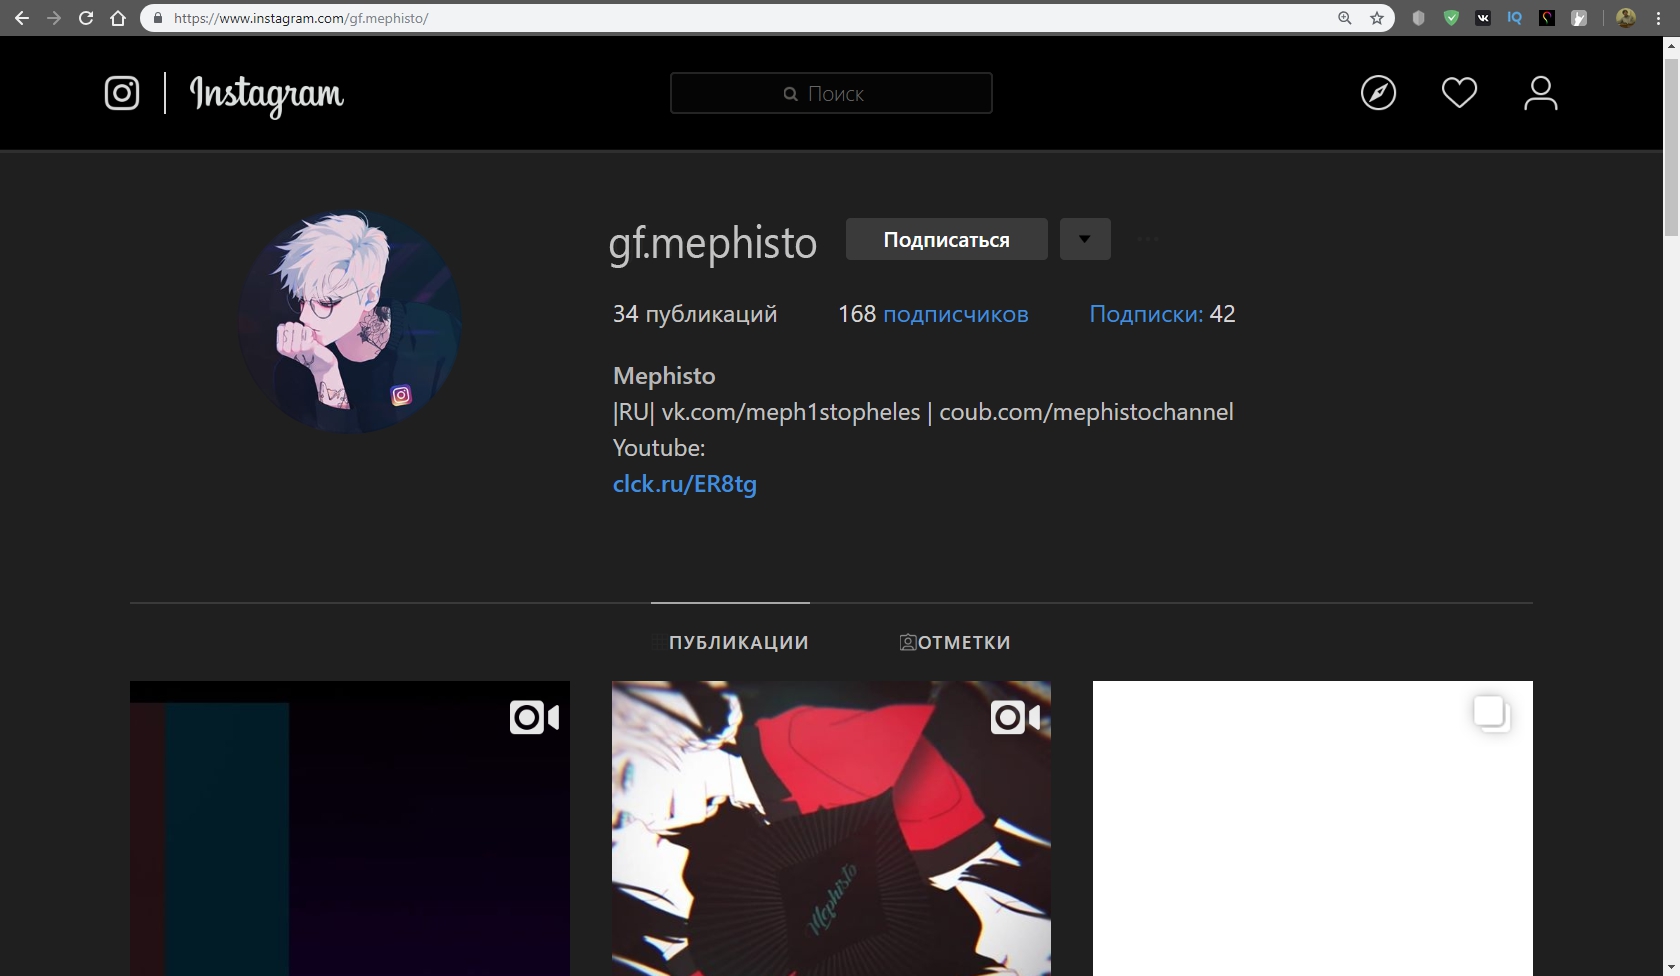 https://www.instagram.com/gf.mephisto/
VK IQ
Instagram
Поиск
gf.mephisto Подписаться
34 публикаций 168 подписчиков Подписки: 42
Mephisto
|RU| vk.com/meph1stopheles | coub.com/mephistochannel
Youtube:
clck.ru/ER8tg
ПУБЛИКАЦИИ ОТМЕТКИ
Mephisto